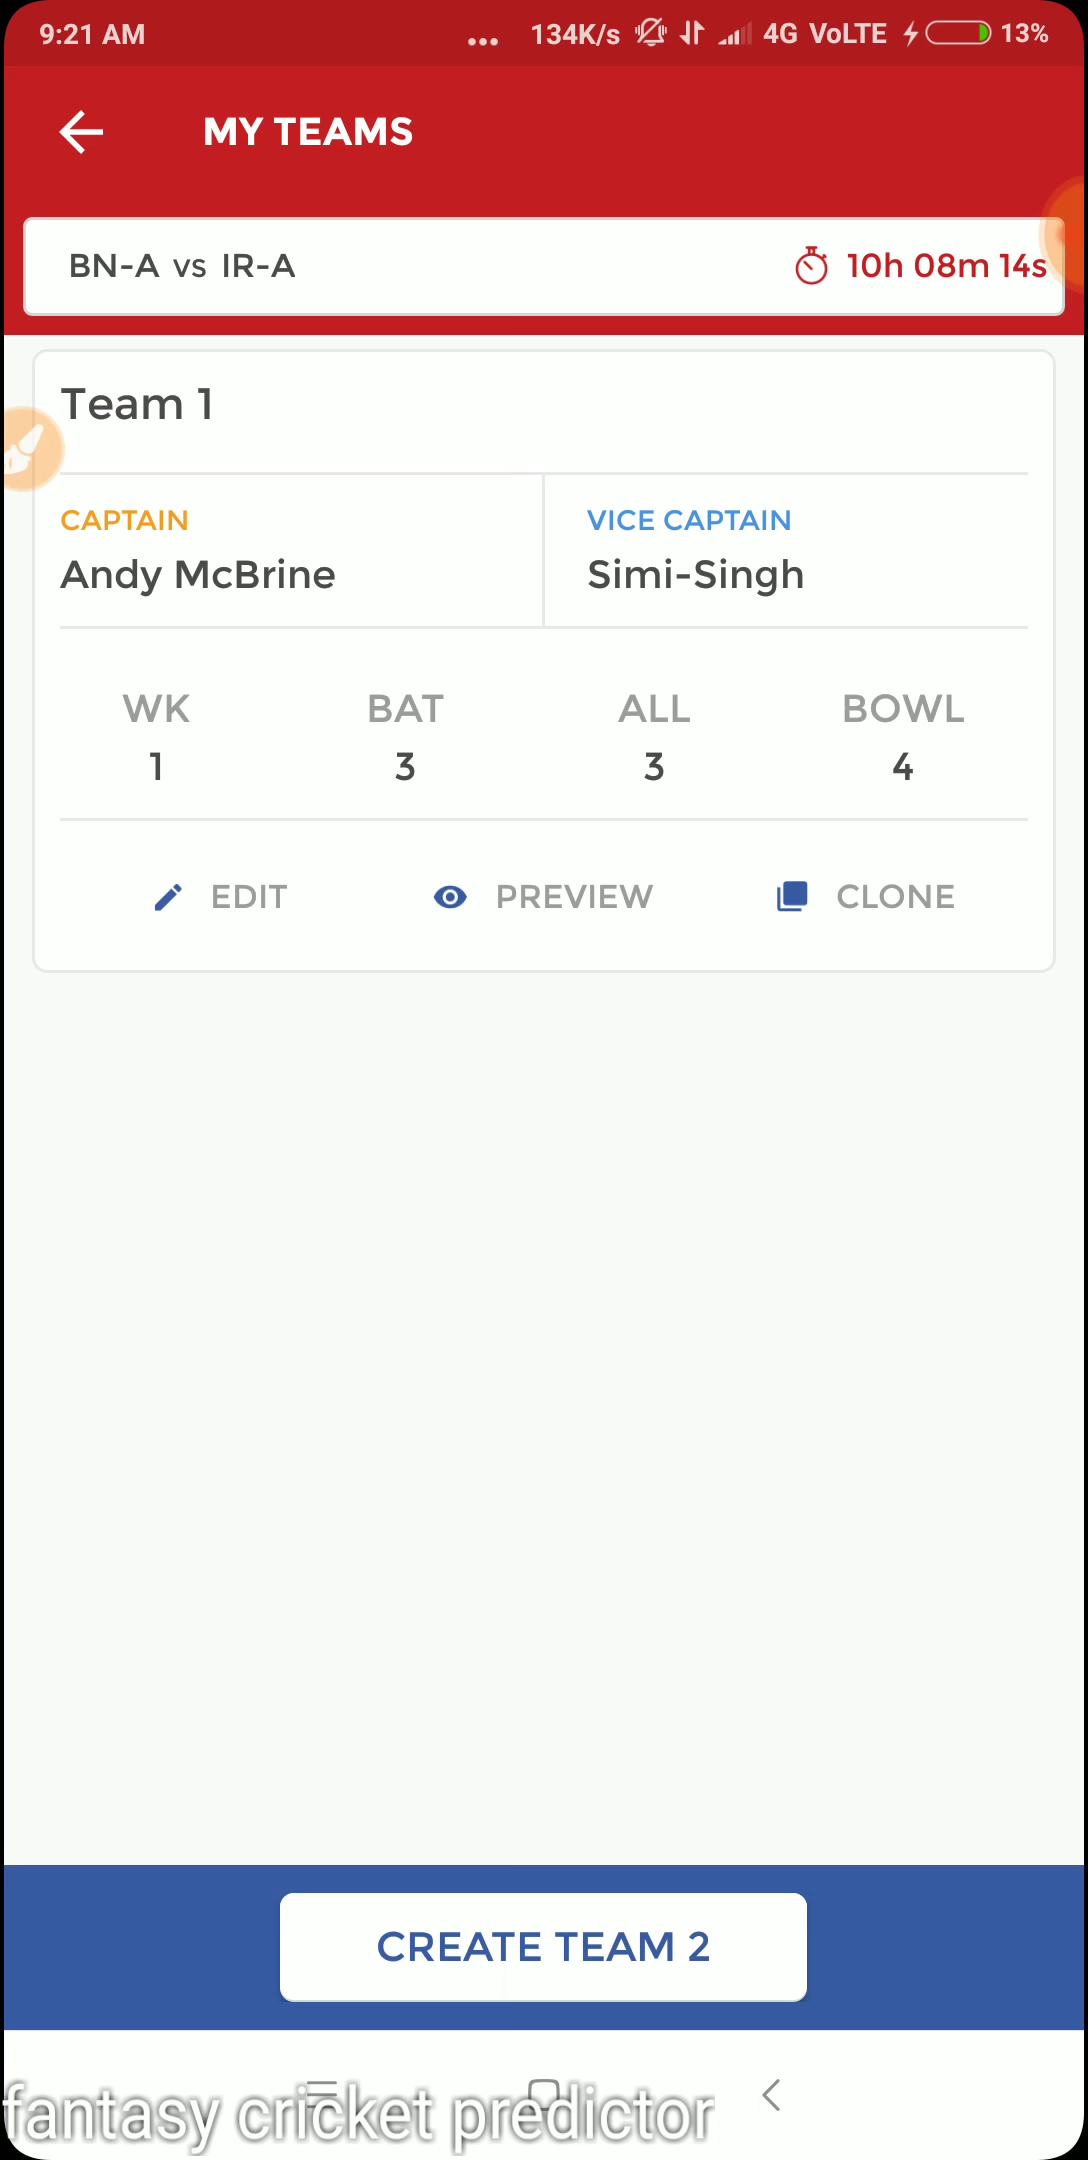 9:21 AM ... 134K/s 4G VoLTE 13%
MY TEAMS
BN-A vs IR-A 10h 08m 14s
Team 1
CAPTAIN VICE CAPTAIN
Andy McBrine Simi-Singh
WK BAT ALL BOWL
1 3 3 4
EDIT PREVIEW CLONE
CREATE TEAM 2
fantasy cricket predictor